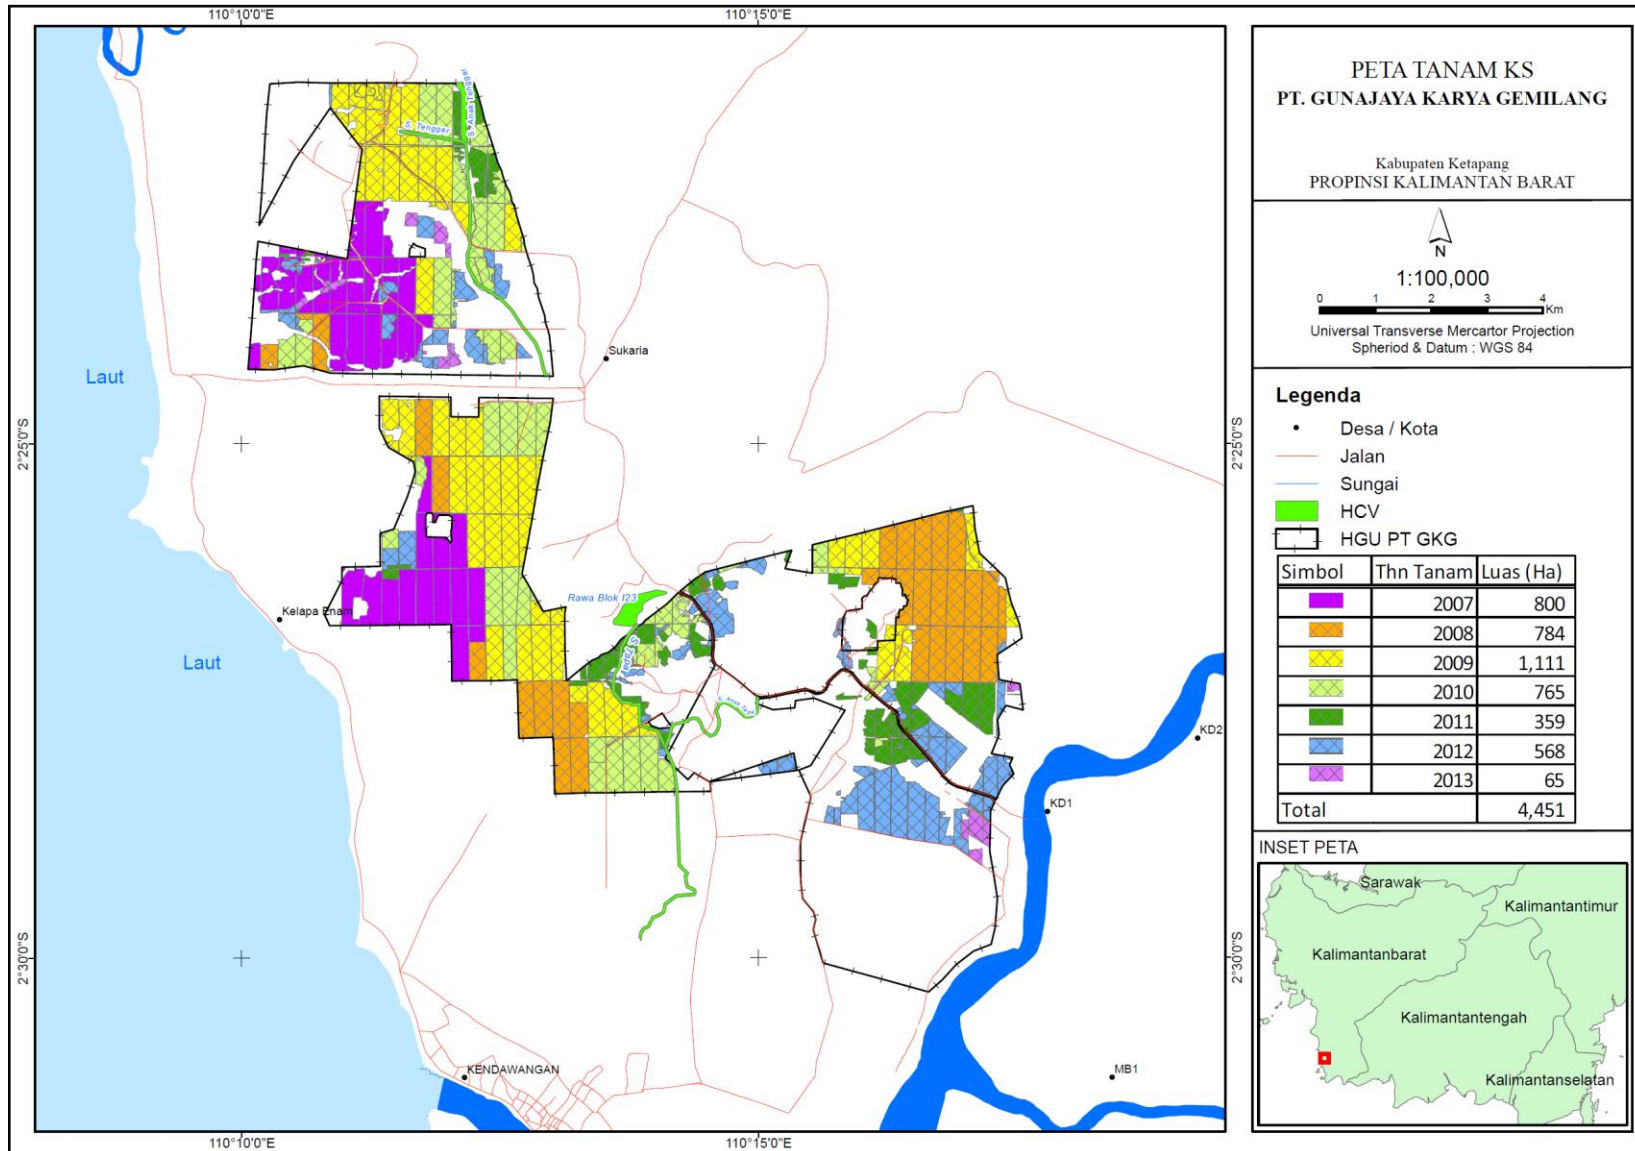 110°10'0"E
110°15'0"E
2°25'0"S
2°25'0"S
2°30'0"S
2°30'0"S
110°10'0"E
110°15'0"E
S. Tenggar
S. Anak Tenggar
Sukaria
Laut
Laut
Kelapa Enam
Rawa Blok I23
KD2
KD1
KENDAWANGAN
MB1
PETA TANAM KS
PT. GUNAJAYA KARYA GEMILANG
Kabupaten Ketapang
PROPINSI KALIMANTAN BARAT
N
1:100,000
0 1 2 3 4
Km
Universal Transverse Mercartor Projection
Spheriod & Datum : WGS 84
Legenda
Desa / Kota
Jalan
Sungai
HCV
HGU PT GKG
Simbol Thn Tanam Luas (Ha)
2007 800
2008 784
2009 1,111
2010 765
2011 359
2012 568
2013 65
Total 4,451
INSET PETA
Sarawak
Kalimantantimur
Kalimantanbarat
Kalimantantengah
Kalimantanselatan